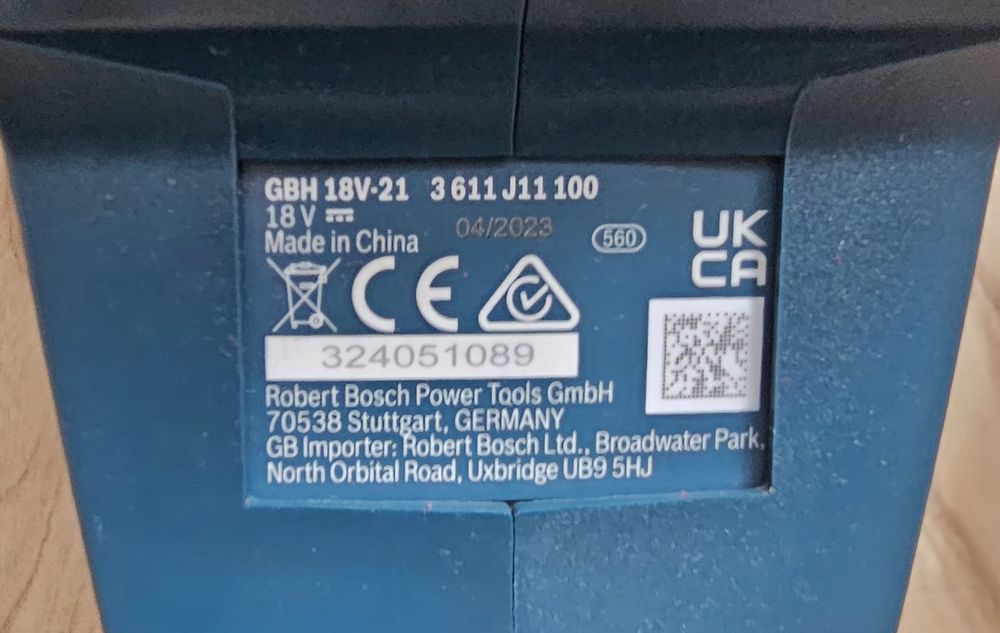 GBH 18V-21 3 611 J11 100
18 V
04/2023
Made in China
560
UK
CA
CE
324051089
Robert Bosch Power Tools GmbH
70538 Stuttgart, GERMANY
GB Importer: Robert Bosch Ltd., Broadwater Park,
North Orbital Road, Uxbridge UB9 5HJ